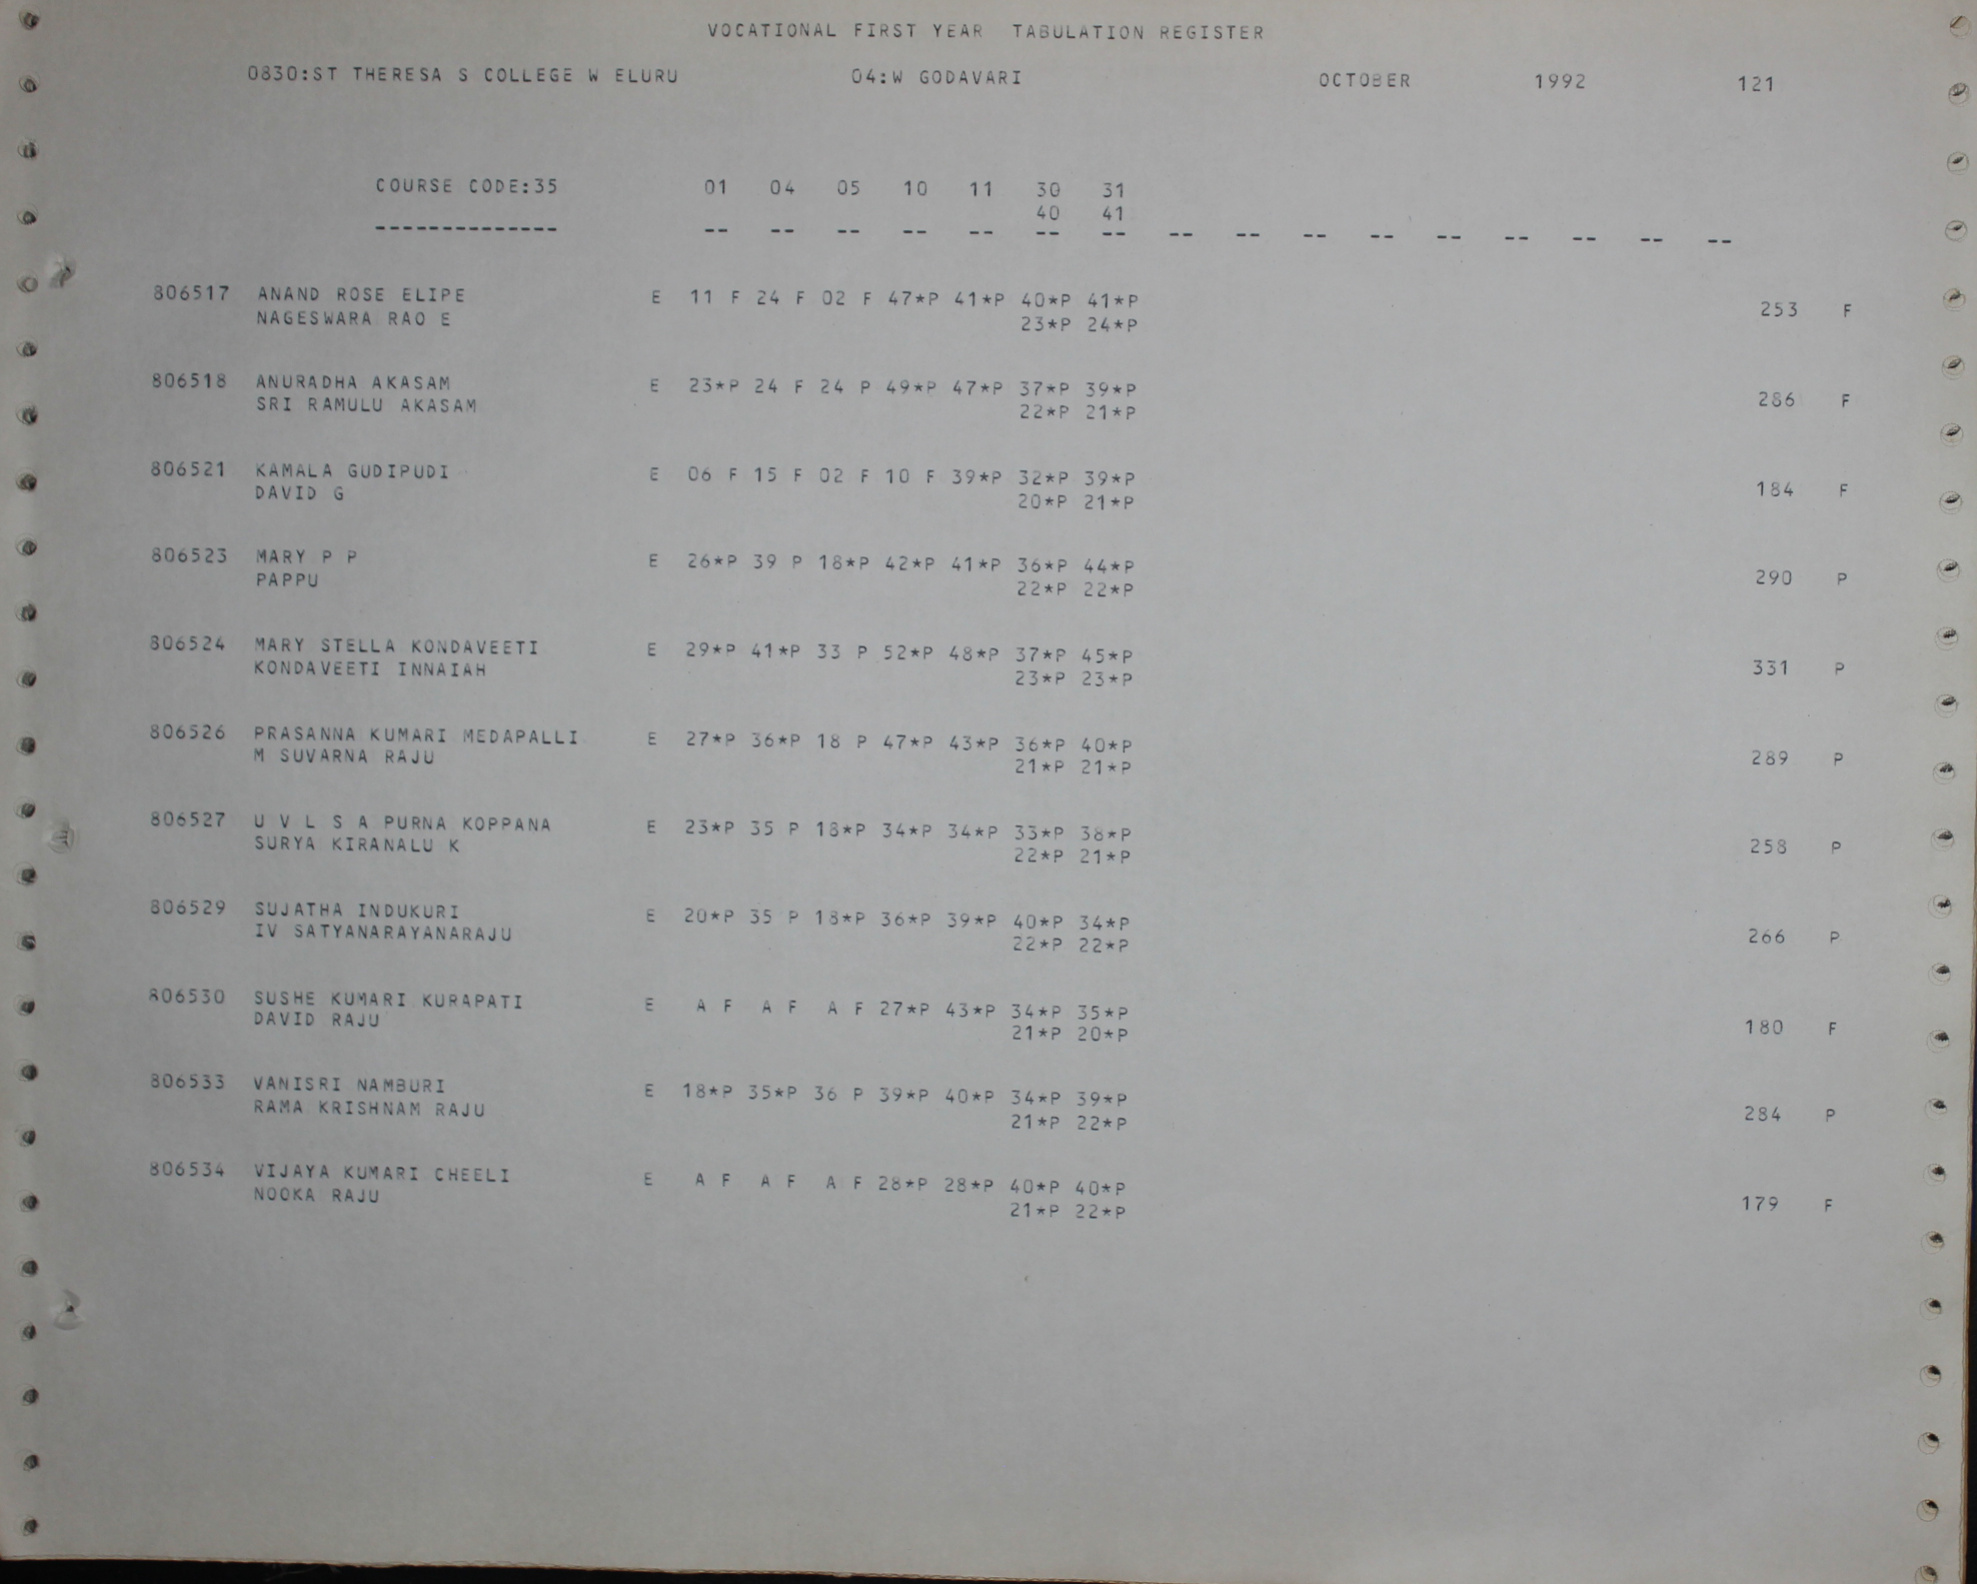 VOCATIONAL FIRST YEAR TABULATION REGISTER
0830:ST THERESA S COLLEGE W ELURU 04:W GODAVARI OCTOBER 1992 121
COURSE CODE:35 01 04 05 10 11 30 31
40 41
-------------- -- -- -- -- -- -- -- -- -- -- -- -- -- -- -- --
806517 ANAND ROSE ELIPE E 11 F 24 F 02 F 47*P 41*P 40*P 41*P 253 F
NAGESWARA RAO E 23*P 24*P
806518 ANURADHA AKASAM E 23*P 24 F 24 P 49*P 47*P 37*P 39*P 286 F
SRI RAMULU AKASAM 22*P 21*P
806521 KAMALA GUDIPUDI E 06 F 15 F 02 F 10 F 39*P 32*P 39*P 184 F
DAVID G 20*P 21*P
806523 MARY P P E 26*P 39 P 18*P 42*P 41*P 36*P 44*P 290 P
PAPPU 22*P 22*P
806524 MARY STELLA KONDAVEETI E 29*P 41*P 33 P 52*P 48*P 37*P 45*P 331 P
KONDAVEETI INNAIAH 23*P 23*P
806526 PRASANNA KUMARI MEDAPALLI E 27*P 36*P 18 P 47*P 43*P 36*P 40*P 289 P
M SUVARNA RAJU 21*P 21*P
806527 U V L S A PURNA KOPPANA E 23*P 35 P 18*P 34*P 34*P 33*P 38*P 258 P
SURYA KIRANALU K 22*P 21*P
806529 SUJATHA INDUKURI E 20*P 35 P 18*P 36*P 39*P 40*P 34*P 266 P
IV SATYANARAYANARAJU 22*P 22*P
806530 SUSHE KUMARI KURAPATI E A F A F A F 27*P 43*P 34*P 35*P 180 F
DAVID RAJU 21*P 20*P
806533 VANISRI NAMBURI E 18*P 35*P 36 P 39*P 40*P 34*P 39*P 284 P
RAMA KRISHNAM RAJU 21*P 22*P
806534 VIJAYA KUMARI CHEELI E A F A F A F 28*P 28*P 40*P 40*P 179 F
NOOKA RAJU 21*P 22*P